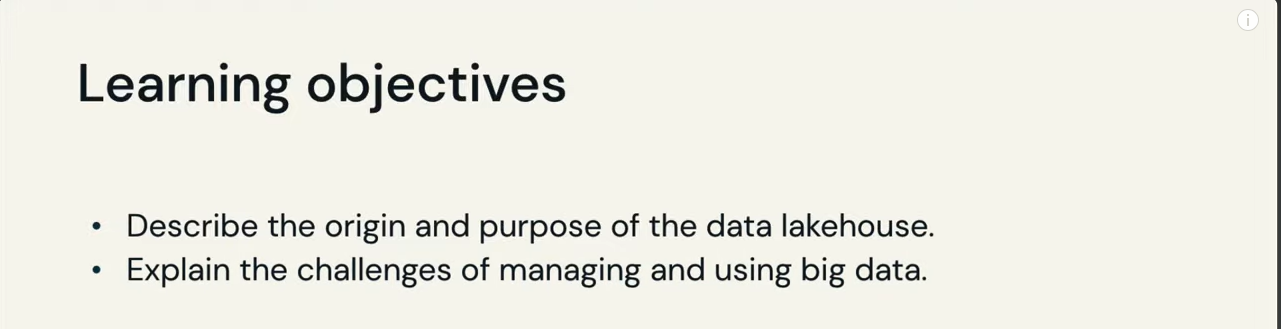 Learning objectives
• Describe the origin and purpose of the data lakehouse.
• Explain the challenges of managing and using big data.